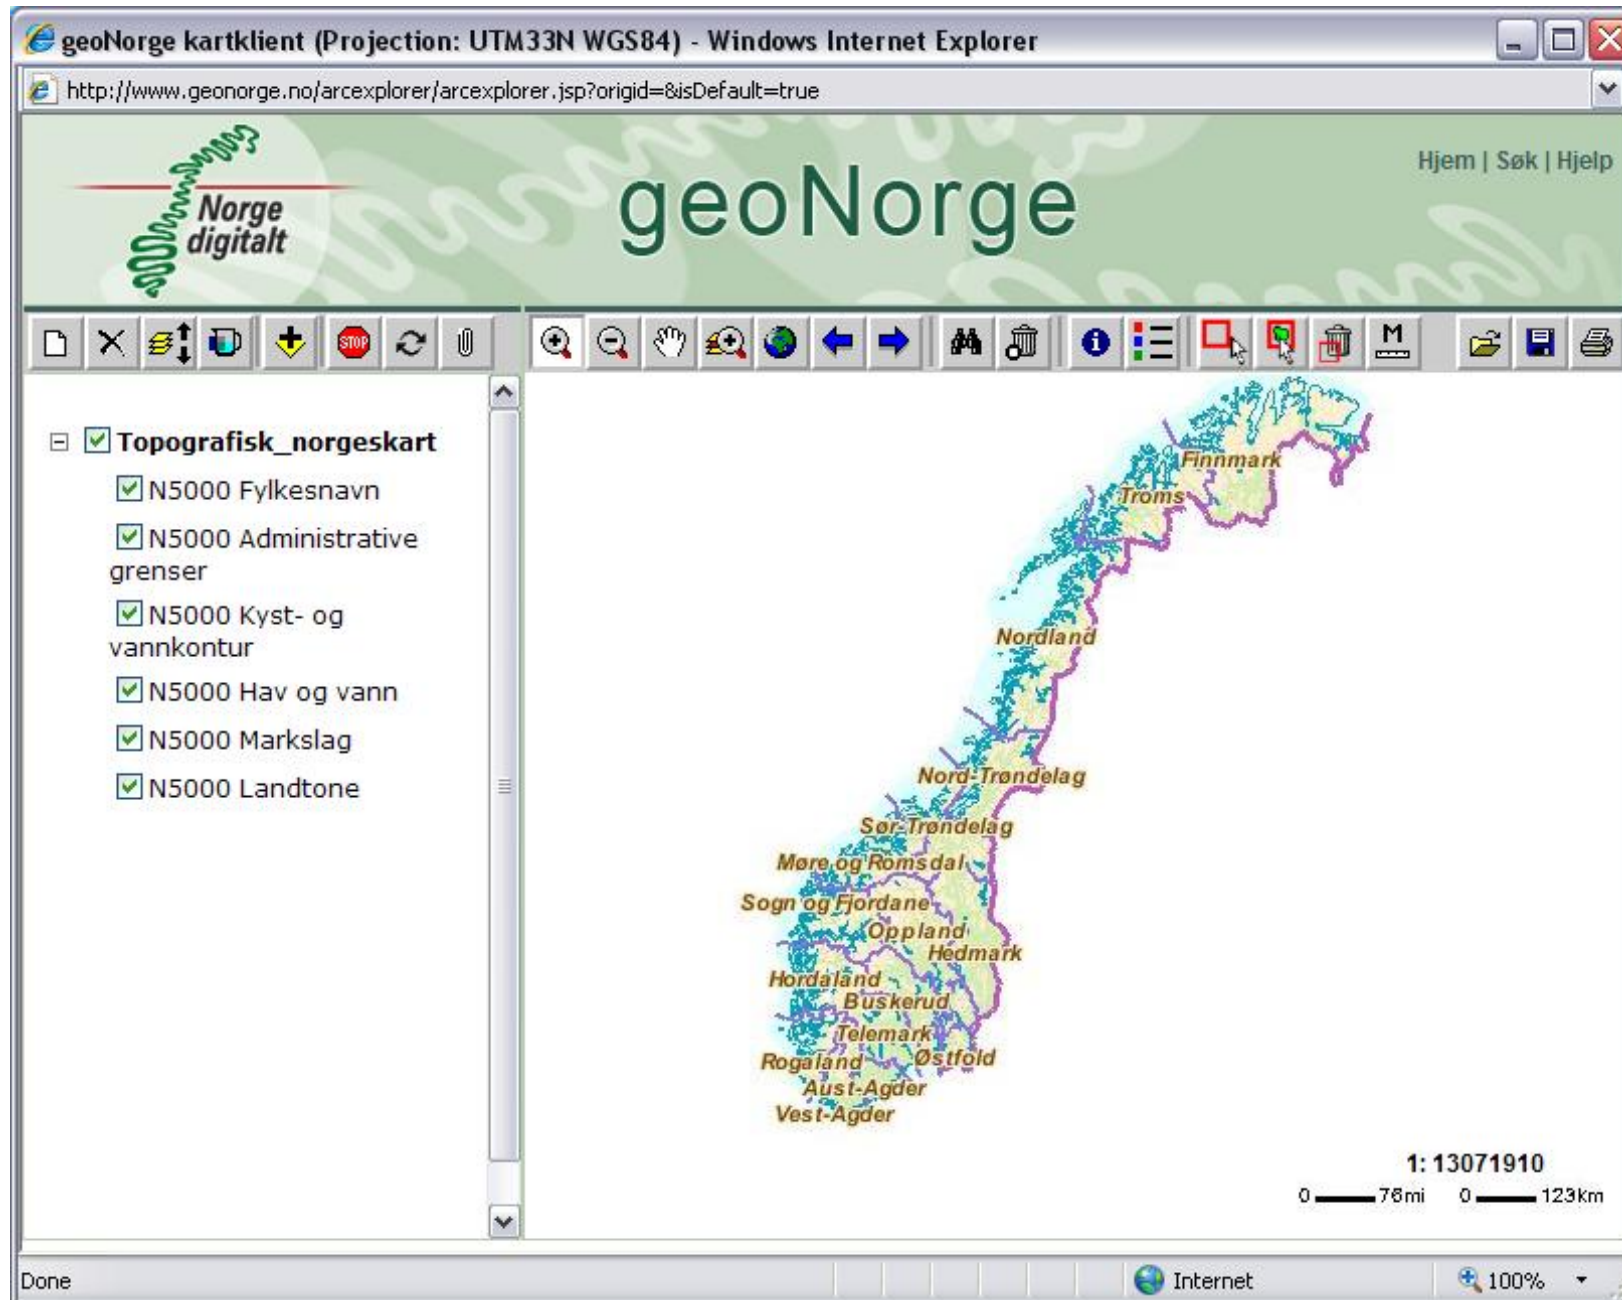 geoNorge kartklient (Projection: UTM33N WGS84) - Windows Internet Explorer
http://www.geonorge.no/arcexplorer/arcexplorer.jsp?origid=&isDefault=true
Norge
digitalt
geoNorge
Hjem | Søk | Hjelp
STOP
M
Topografisk_norgeskart
N5000 Fylkesnavn
N5000 Administrative
grenser
N5000 Kyst- og
vannkontur
N5000 Hav og vann
N5000 Markslag
N5000 Landtone
Finnmark
Troms
Nordland
Nord-Trøndelag
Sør-Trøndelag
Møre og Romsdal
Sogn og Fjordane
Oppland
Hedmark
Hordaland
Buskerud
Telemark
Østfold
Rogaland
Aust-Agder
Vest-Agder
1: 13071910
0 76mi 0 123km
Done
Internet
100%